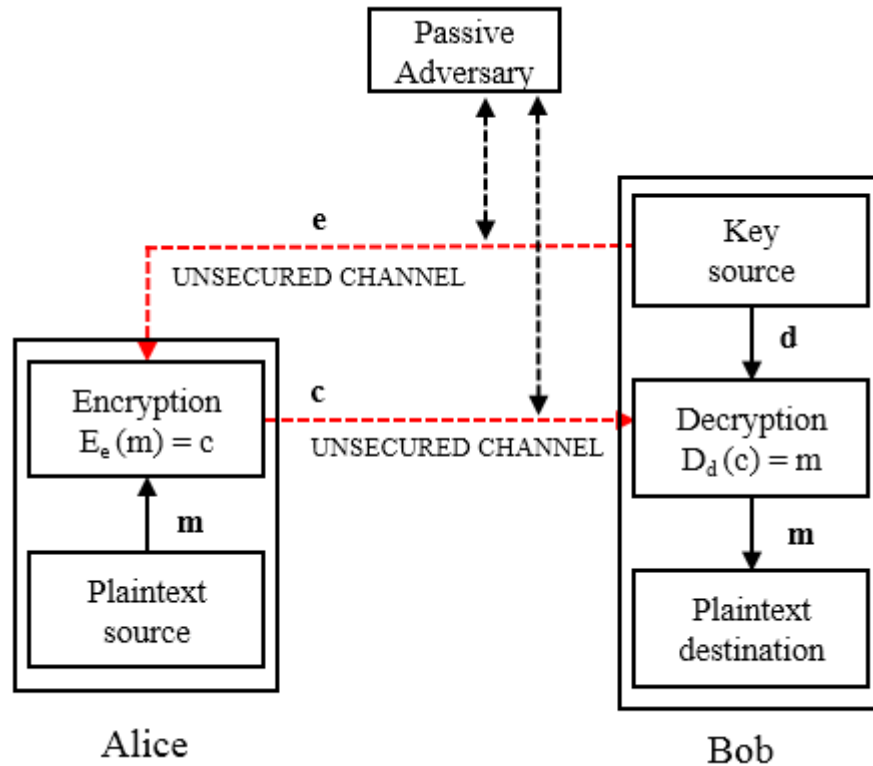 Passive
Adversary
e
UNSECURED CHANNEL
Key
source
d
Encryption
Eₑ (m) = c
c
UNSECURED CHANNEL
Decryption
D_d (c) = m
m
Plaintext
source
m
Plaintext
destination
Alice
Bob